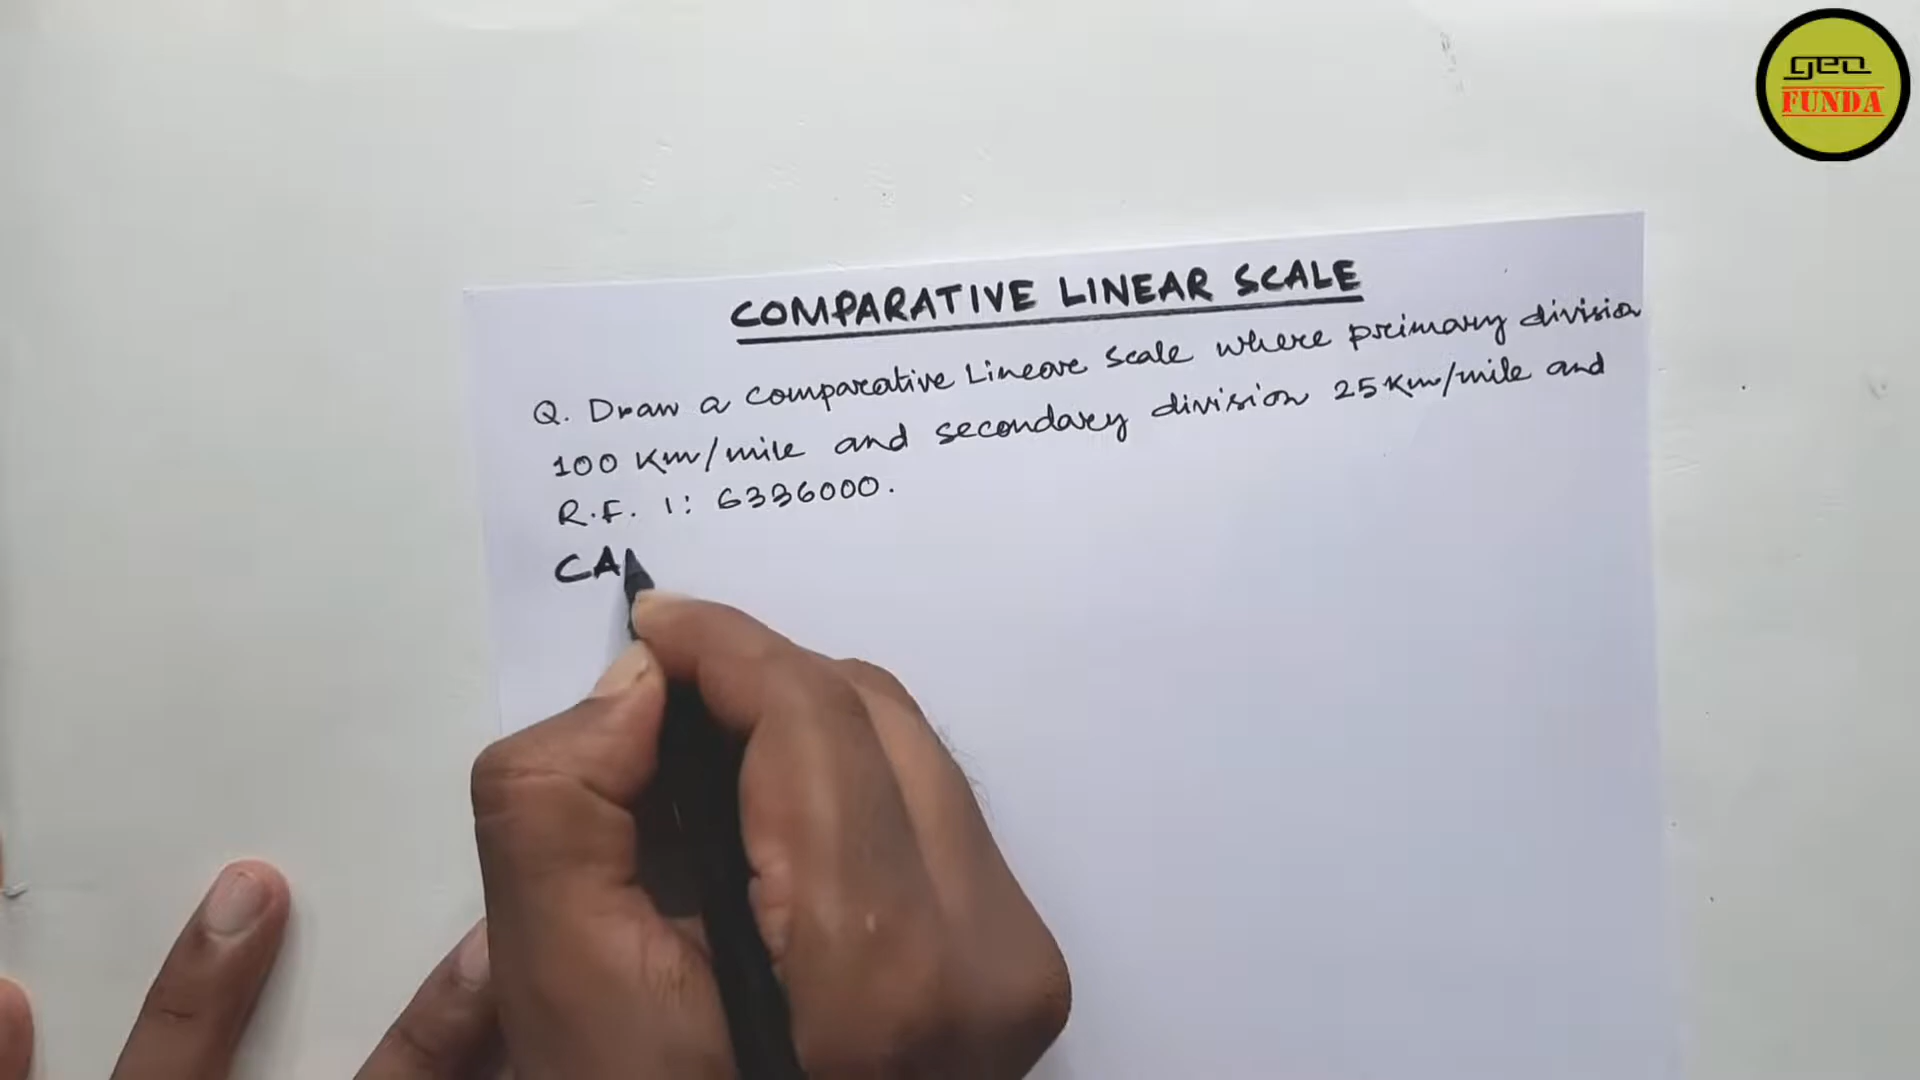 geo
FUNDA
COMPARATIVE LINEAR SCALE
Q. Draw a comparative Linear Scale where primary division
100 Km/mile and secondary division 25 Km/mile and
R.F. 1: 6336000.
CA